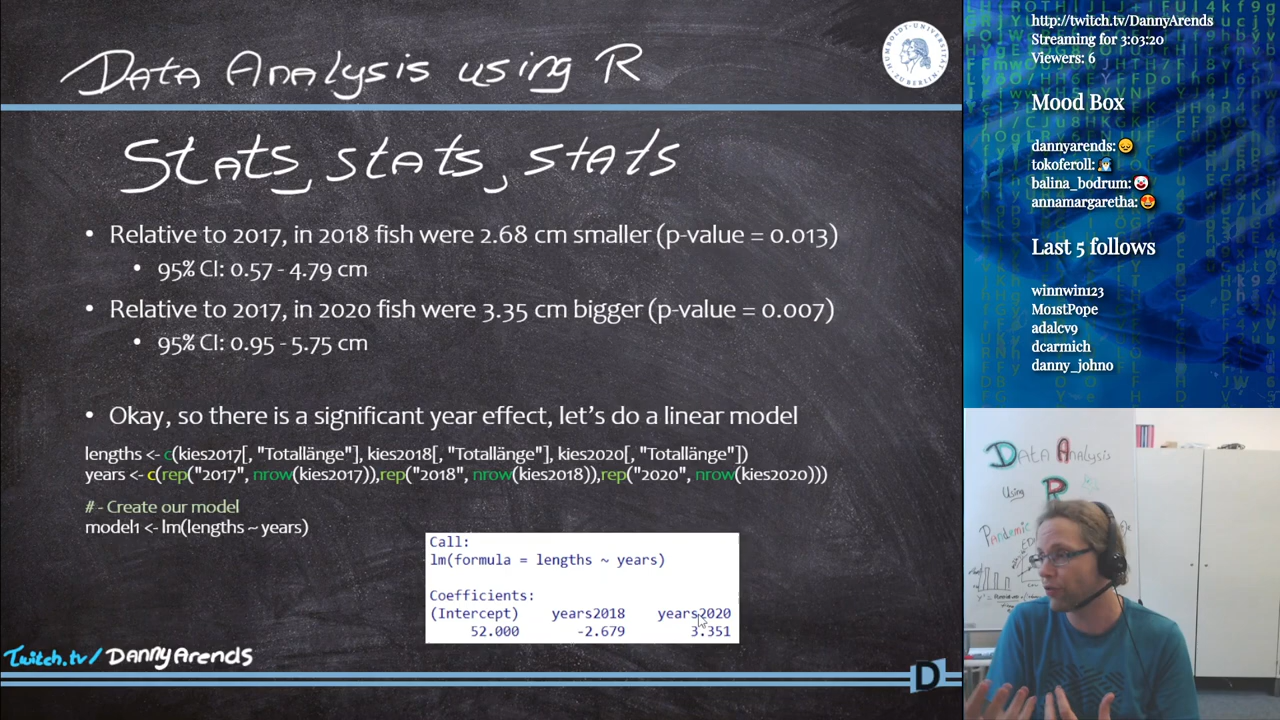 Data Analysis using R
Stats, stats, stats
• Relative to 2017, in 2018 fish were 2.68 cm smaller (p-value = 0.013)
• 95% CI: 0.57 - 4.79 cm
• Relative to 2017, in 2020 fish were 3.35 cm bigger (p-value = 0.007)
• 95% CI: 0.95 - 5.75 cm
• Okay, so there is a significant year effect, let's do a linear model
lengths <- c(kies2017[, "Totallänge"], kies2018[, "Totallänge"], kies2020[, "Totallänge"])
years <- c(rep("2017", nrow(kies2017)),rep("2018", nrow(kies2018)),rep("2020", nrow(kies2020)))
# - Create our model
model1 <- lm(lengths ~ years)
Call:
lm(formula = lengths ~ years)
Coefficients:
(Intercept) years2018 years2020
52.000 -2.679 3.351
Twitch.tv/DannyArends
D
http://twitch.tv/DannyArends
Streaming for 3:03:20
Viewers: 6
Mood Box
dannyarends: 😞
tokoferoll:
balina_bodrum: 🤡
annamargaretha: 😍
Last 5 follows
winnwin123
Mo1stPope
adalcv9
dcarmich
danny_johno
Data Analysis
Using R
Pandemic